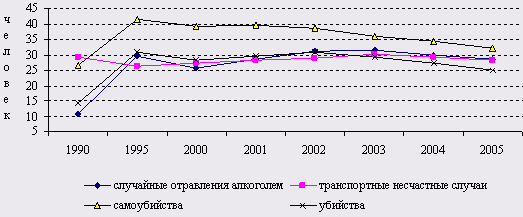 45
40
35
30
25
20
15
10
5
человек
1990 1995 2000 2001 2002 2003 2004 2005
случайные отравления алкоголем транспортные несчастные случаи
самоубийства убийства